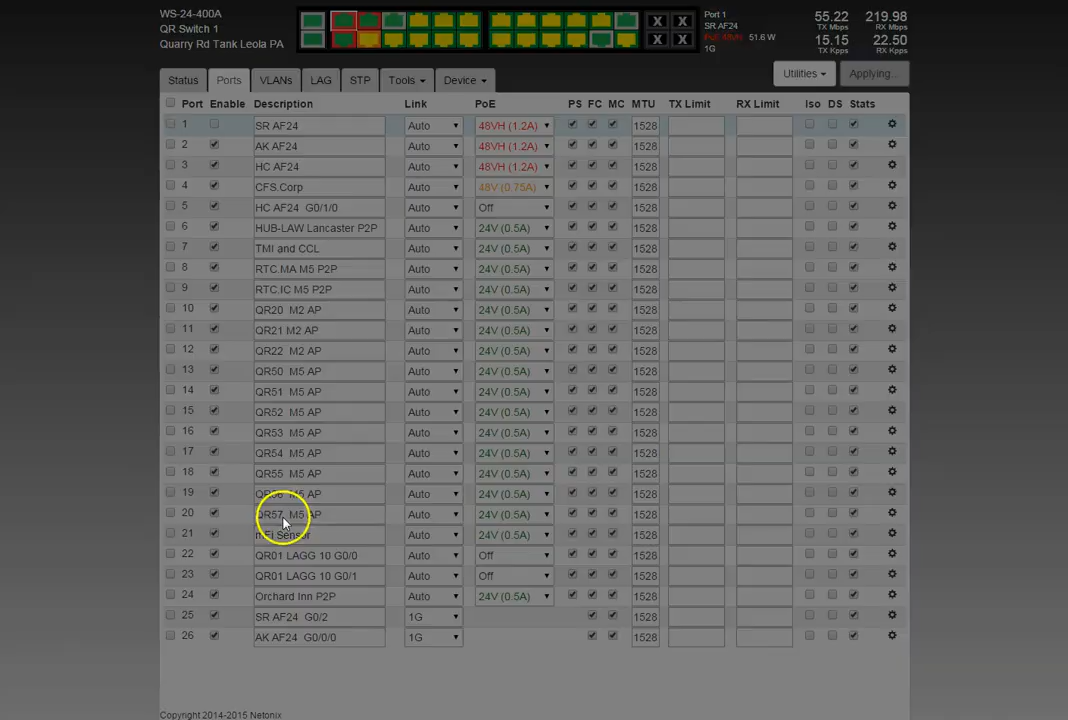 WS-24-400A
QR Switch 1
Quarry Rd Tank Leola PA
X X
X X
Port 1
SR AF24
PoE 48VH 51.6 W
1G
55.22 219.98
TX Mbps RX Mbps
15.15 22.50
TX Kpps RX Kpps
Status Ports VLANs LAG STP Tools Device Utilities Applying...
Port Enable Description Link PoE PS FC MC MTU TX Limit RX Limit Iso DS Stats
1 SR AF24 Auto 48VH (1.2A) 1528
2 AK AF24 Auto 48VH (1.2A) 1528
3 HC AF24 Auto 48VH (1.2A) 1528
4 CFS.Corp Auto 48V (0.75A) 1528
5 HC AF24 G0/1/0 Auto Off 1528
6 HUB-LAW Lancaster P2P Auto 24V (0.5A) 1528
7 TMI and CCL Auto 24V (0.5A) 1528
8 RTC.MA M5 P2P Auto 24V (0.5A) 1528
9 RTC.IC M5 P2P Auto 24V (0.5A) 1528
10 QR20 M2 AP Auto 24V (0.5A) 1528
11 QR21 M2 AP Auto 24V (0.5A) 1528
12 QR22 M2 AP Auto 24V (0.5A) 1528
13 QR50 M5 AP Auto 24V (0.5A) 1528
14 QR51 M5 AP Auto 24V (0.5A) 1528
15 QR52 M5 AP Auto 24V (0.5A) 1528
16 QR53 M5 AP Auto 24V (0.5A) 1528
17 QR54 M5 AP Auto 24V (0.5A) 1528
18 QR55 M5 AP Auto 24V (0.5A) 1528
19 QR56 M5 AP Auto 24V (0.5A) 1528
20 QR57 M5 AP Auto 24V (0.5A) 1528
21 mFi Sensor Auto 24V (0.5A) 1528
22 QR01 LAGG 10 G0/0 Auto Off 1528
23 QR01 LAGG 10 G0/1 Auto Off 1528
24 Orchard Inn P2P Auto 24V (0.5A) 1528
25 SR AF24 G0/2 1G 1528
26 AK AF24 G0/0/0 1G 1528
Copyright 2014-2015 Netonix